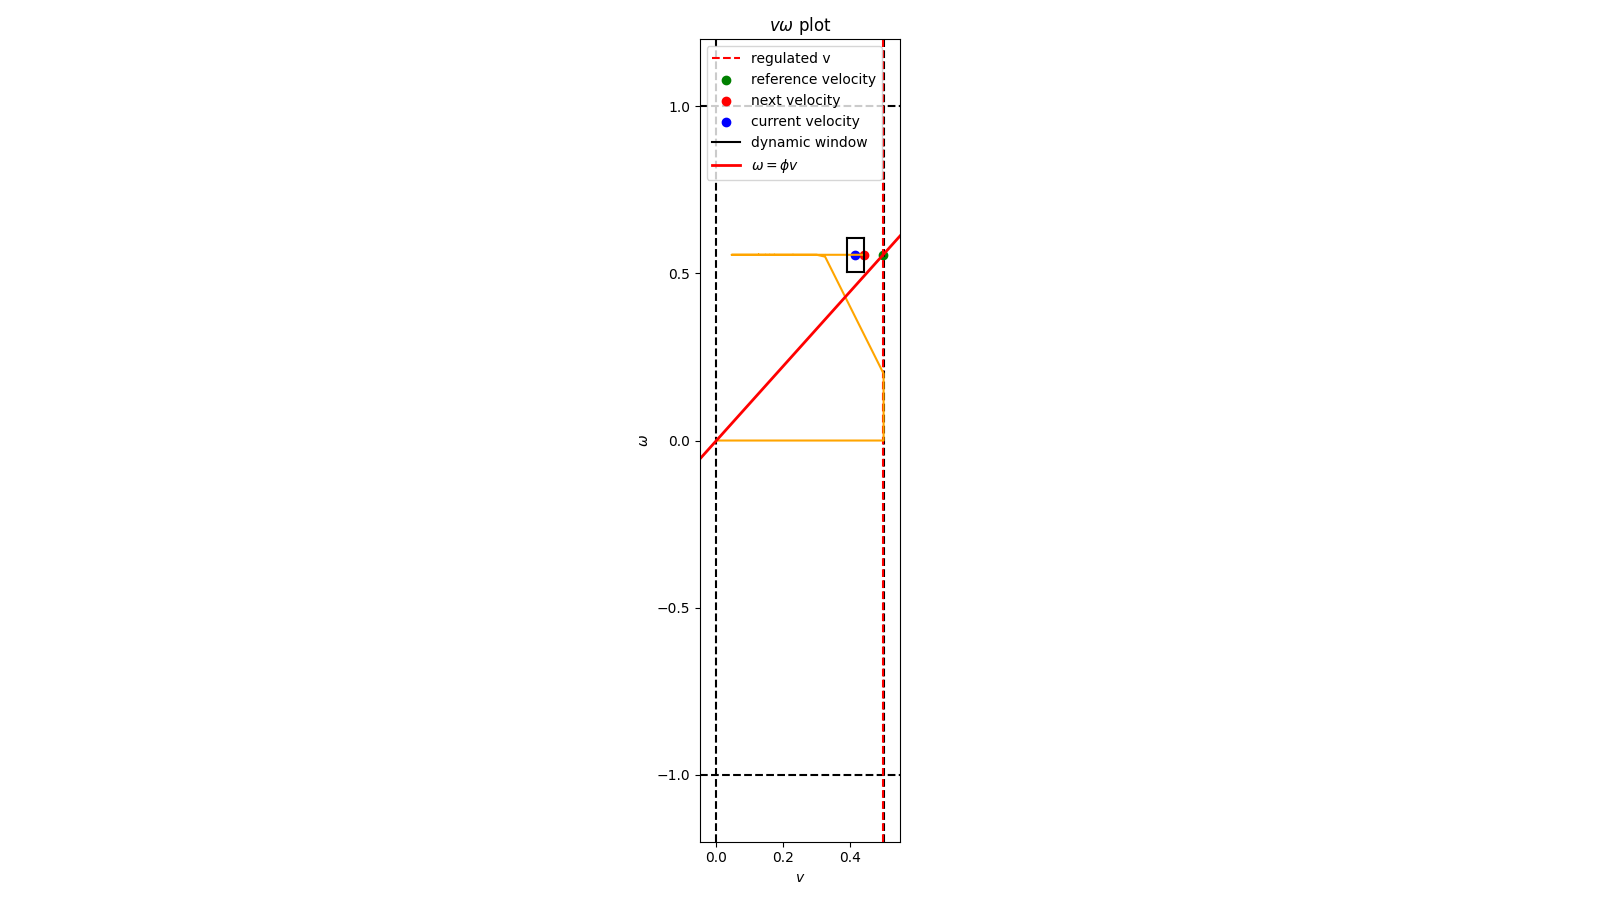 vω plot
regulated v
reference velocity
next velocity
current velocity
dynamic window
ω = ϕv
1.0
0.5
0.0
−0.5
−1.0
ω
0.0 0.2 0.4
v